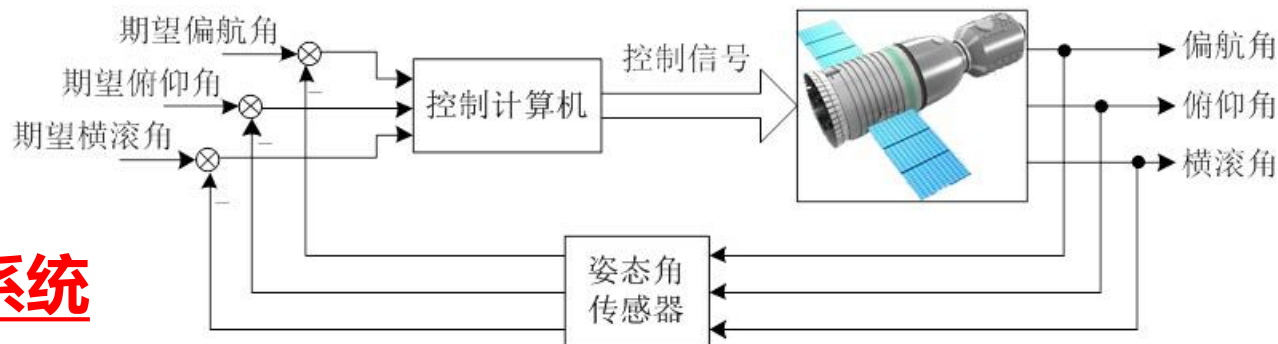 期望偏航角
期望俯仰角
期望横滚角
控制计算机
控制信号
偏航角
俯仰角
横滚角
姿态角
传感器
系统